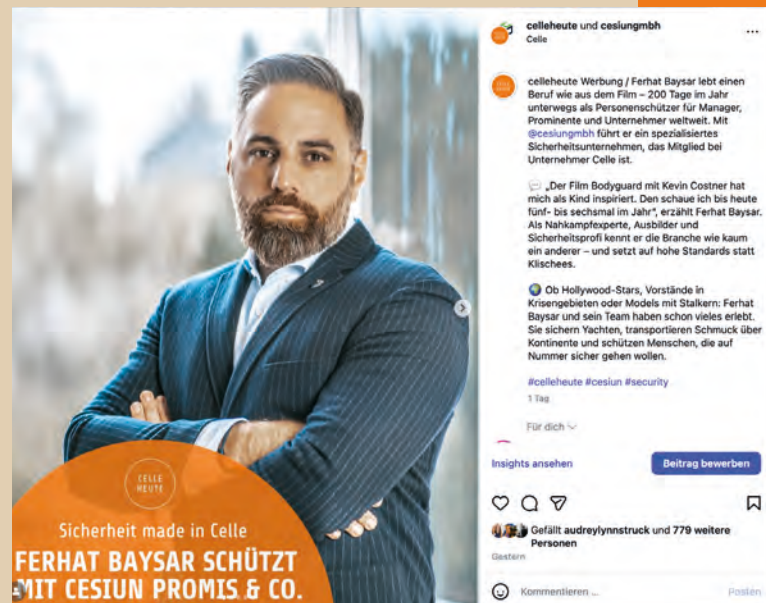 CELLE
HEUTE
Sicherheit made in Celle
FERHAT BAYSAR SCHÜTZT
MIT CESIUN PROMIS & CO.
celleheute und cesiungmbh
Celle
celleheute Werbung / Ferhat Baysar lebt einen
Beruf wie aus dem Film – 200 Tage im Jahr
unterwegs als Personenschützer für Manager,
Prominente und Unternehmer weltweit. Mit
@cesiungmbh führt er ein spezialisiertes
Sicherheitsunternehmen, das Mitglied bei
Unternehmer Celle ist.
💬 „Der Film Bodyguard mit Kevin Costner hat
mich als Kind inspiriert. Den schaue ich bis heute
fünf- bis sechsmal im Jahr“, erzählt Ferhat Baysar.
Als Nahkampfexperte, Ausbilder und
Sicherheitsprofi kennt er die Branche wie kaum
ein anderer – und setzt auf hohe Standards statt
Klischees.
🌍 Ob Hollywood-Stars, Vorstände in
Krisengebieten oder Models mit Stalkern: Ferhat
Baysar und sein Team haben schon vieles erlebt.
Sie sichern Yachten, transportieren Schmuck über
Kontinente und schützen Menschen, die auf
Nummer sicher gehen wollen.
#celleheute #cesiun #security
1 Tag
Für dich
Insights ansehen
Beitrag bewerben
Gefällt audreylynnstruck und 779 weitere
Personen
Gestern
Kommentieren ...
Posten